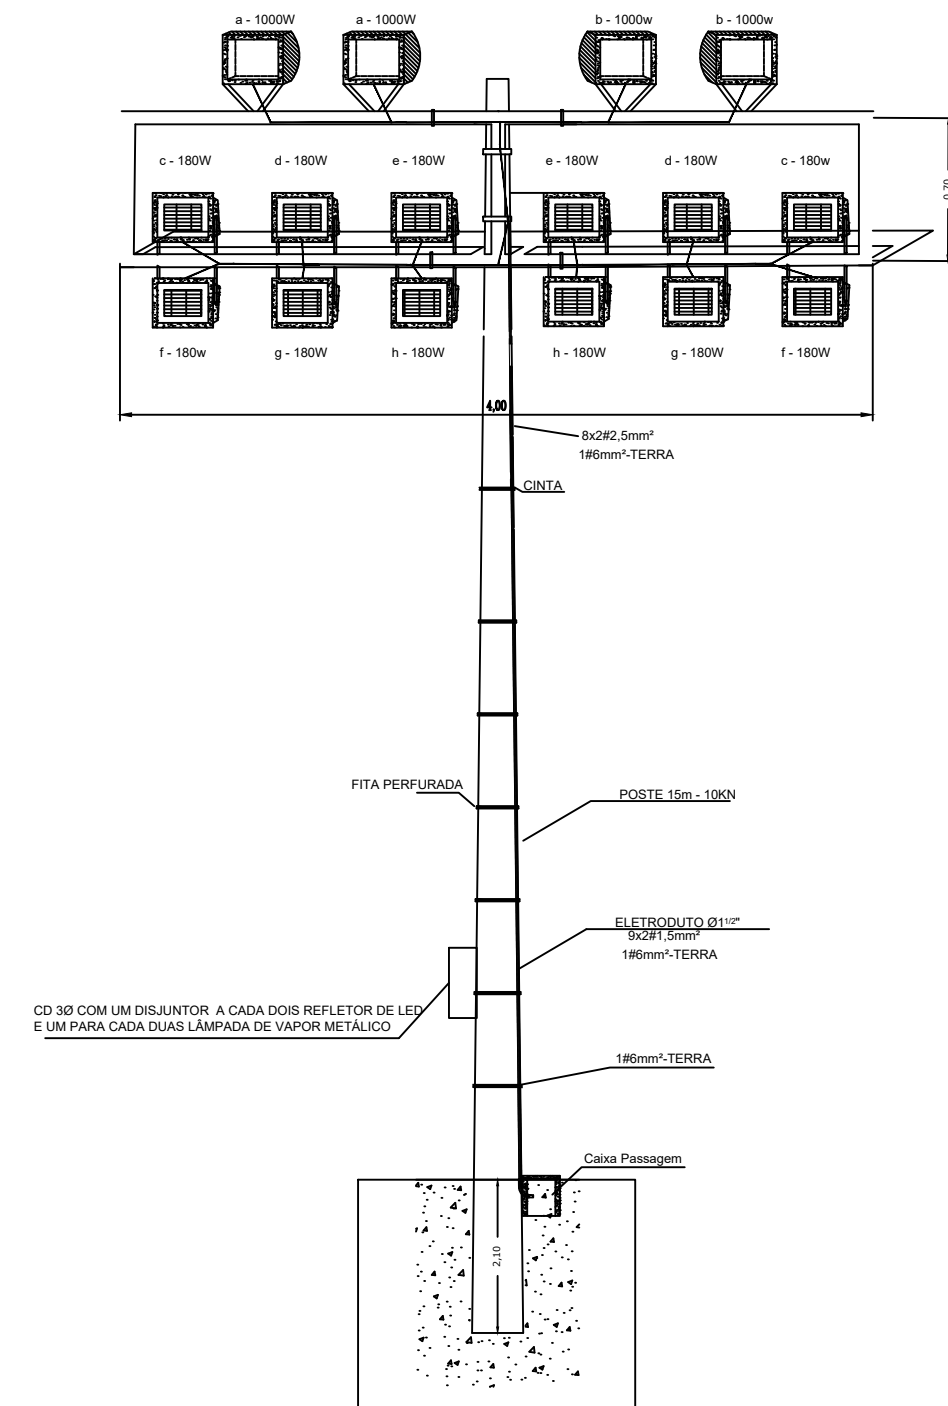 a - 1000W
a - 1000W
b - 1000w
b - 1000w
c - 180W
d - 180W
e - 180W
e - 180W
d - 180W
c - 180w
0,70
f - 180w
g - 180W
h - 180W
h - 180W
g - 180W
f - 180W
4,00
8x2#2,5mm²
1#6mm²-TERRA
CINTA
FITA PERFURADA
POSTE 15m - 10KN
ELETRODUTO Ø1 1/2"
9x2#1,5mm²
1#6mm²-TERRA
CD 3Ø COM UM DISJUNTOR A CADA DOIS REFLETOR DE LED
E UM PARA CADA DUAS LÂMPADA DE VAPOR METÁLICO
1#6mm²-TERRA
Caixa Passagem
2,10